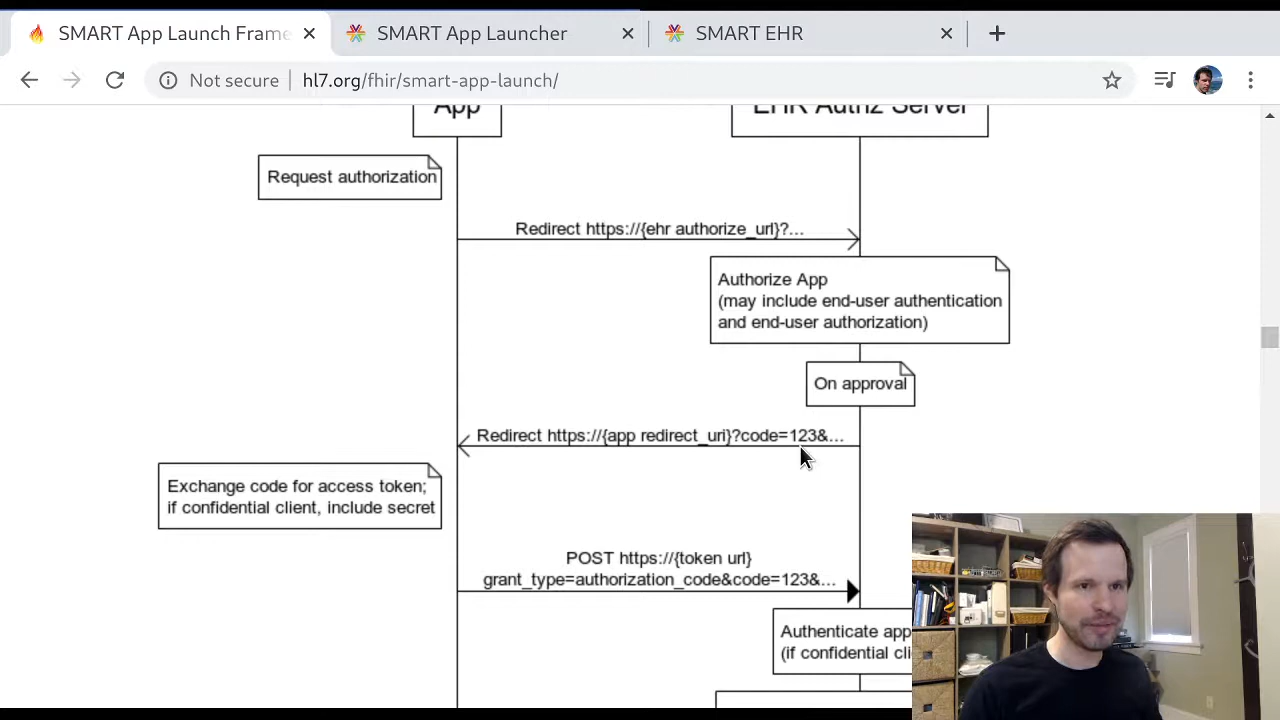 SMART App Launch Frame
SMART App Launcher
SMART EHR
Not secure
hl7.org/fhir/smart-app-launch/
App
EHR Authz Server
Request authorization
Redirect https://{ehr authorize_url}?...
Authorize App
(may include end-user authentication
and end-user authorization)
On approval
Redirect https://{app redirect_uri}?code=123&...
Exchange code for access token;
if confidential client, include secret
POST https://{token url}
grant_type=authorization_code&code=123&...
Authenticate app
(if confidential cli